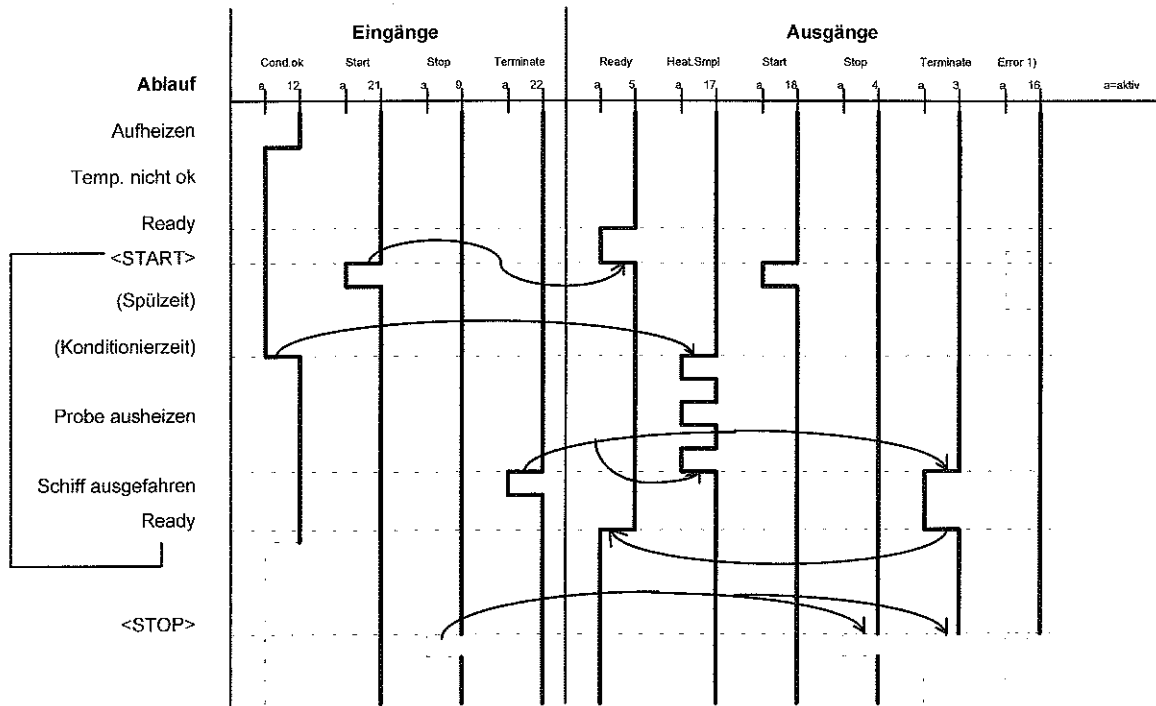 Eingänge Ausgänge
Cond.ok Start Stop Terminate Ready Heat.Smpl Start Stop Terminate Error 1)
Ablauf a 12 a 21 a 9 a 22 a 5 a 17 a 18 a 4 a 3 a 16 a=aktiv
Aufheizen
Temp. nicht ok
Ready
<START>
(Spülzeit)
(Konditionierzeit)
Probe ausheizen
Schiff ausgefahren
Ready
<STOP>